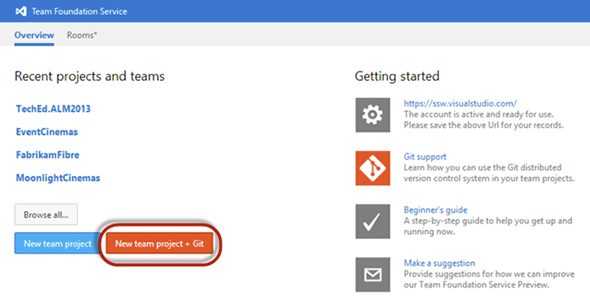 Team Foundation Service
Overview Rooms*
Recent projects and teams
TechEd.ALM2013
EventCinemas
FabrikamFibre
MoonlightCinemas
Browse all...
New team project New team project + Git
Getting started
https://ssw.visualstudio.com/
The account is active and ready for use.
Please save the above Url for your records.
Git support
Learn how you can use the Git distributed
version control system in your team projects.
Beginner's guide
A step-by-step guide to help you get up and
running now.
Make a suggestion
Provide suggestions for how we can improve
our Team Foundation Service Preview.